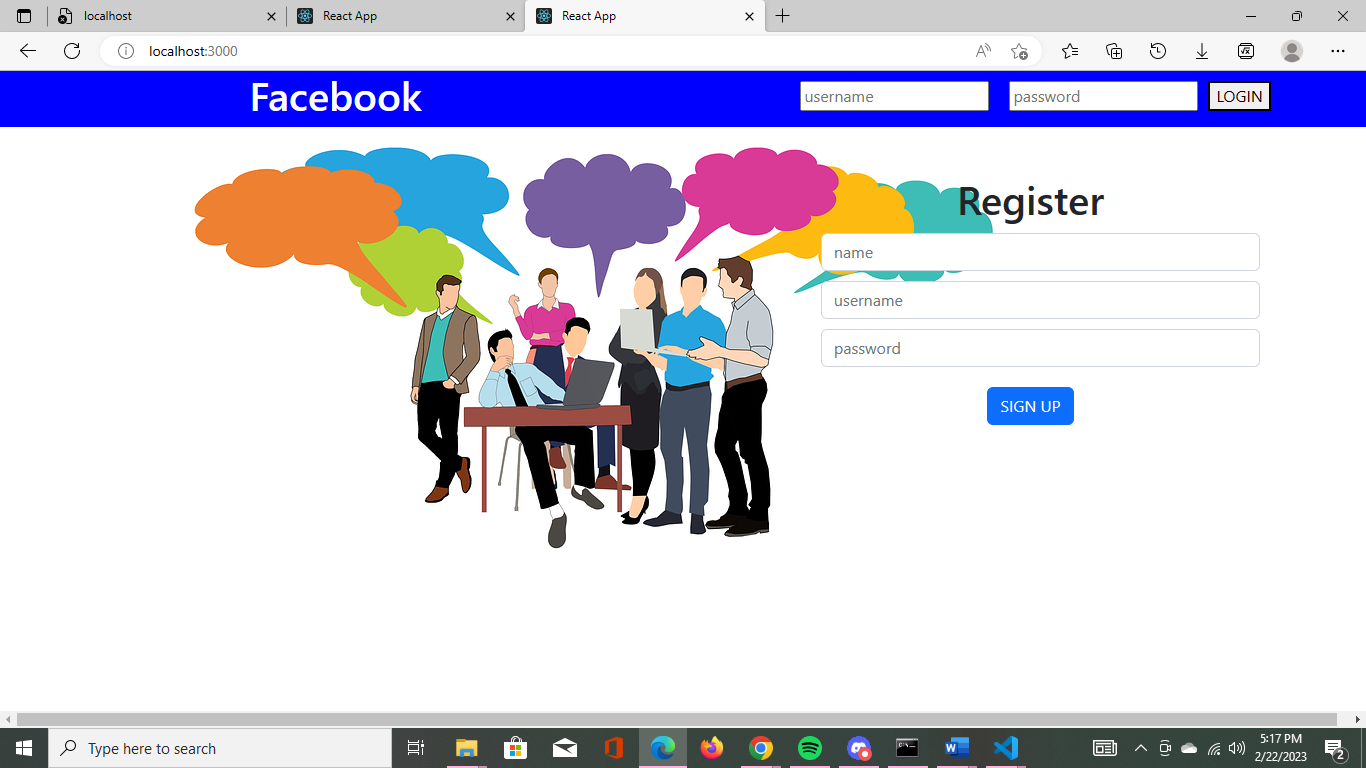 localhost
React App
React App
localhost:3000
Facebook
username
password
LOGIN
Register
name
username
password
SIGN UP
Type here to search
5:17 PM
2/22/2023
2